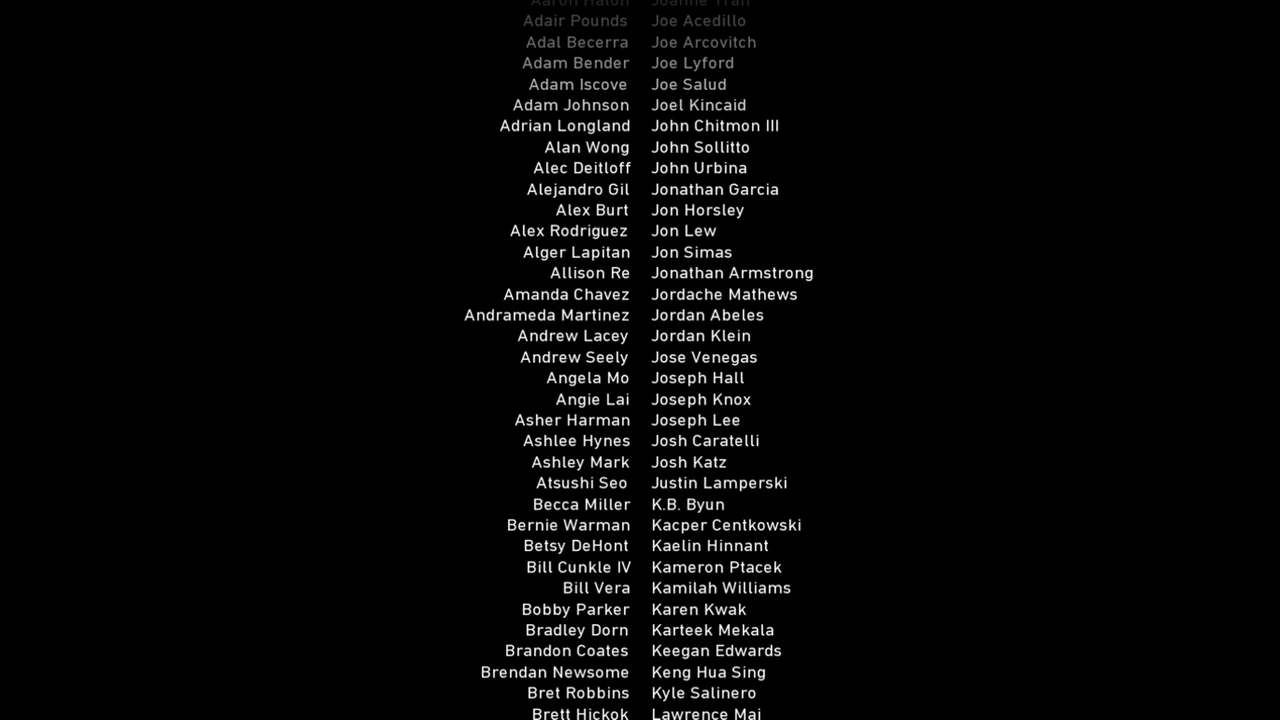 Aaron Halon Joanne Tran
Adair Pounds Joe Acedillo
Adal Becerra Joe Arcovitch
Adam Bender Joe Lyford
Adam Iscove Joe Salud
Adam Johnson Joel Kincaid
Adrian Longland John Chitmon III
Alan Wong John Sollitto
Alec Deitloff John Urbina
Alejandro Gil Jonathan Garcia
Alex Burt Jon Horsley
Alex Rodriguez Jon Lew
Alger Lapitan Jon Simas
Allison Re Jonathan Armstrong
Amanda Chavez Jordache Mathews
Andrameda Martinez Jordan Abeles
Andrew Lacey Jordan Klein
Andrew Seely Jose Venegas
Angela Mo Joseph Hall
Angie Lai Joseph Knox
Asher Harman Joseph Lee
Ashlee Hynes Josh Caratelli
Ashley Mark Josh Katz
Atsushi Seo Justin Lamperski
Becca Miller K.B. Byun
Bernie Warman Kacper Centkowski
Betsy DeHont Kaelin Hinnant
Bill Cunkle IV Kameron Ptacek
Bill Vera Kamilah Williams
Bobby Parker Karen Kwak
Bradley Dorn Karteek Mekala
Brandon Coates Keegan Edwards
Brendan Newsome Keng Hua Sing
Bret Robbins Kyle Salinero
Brett Hickok Lawrence Mai